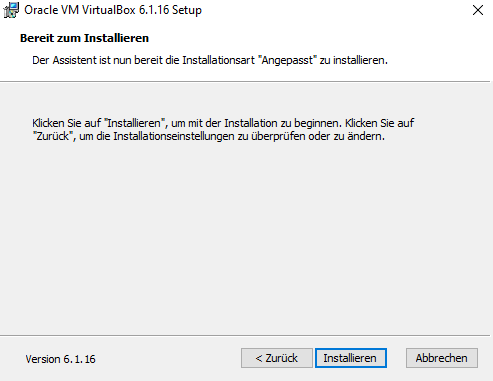 Oracle VM VirtualBox 6.1.16 Setup
Bereit zum Installieren
Der Assistent ist nun bereit die Installationsart "Angepasst" zu installieren.
Klicken Sie auf "Installieren", um mit der Installation zu beginnen. Klicken Sie auf
"Zurück", um die Installationseinstellungen zu überprüfen oder zu ändern.
Version 6.1.16
< Zurück
Installieren
Abbrechen